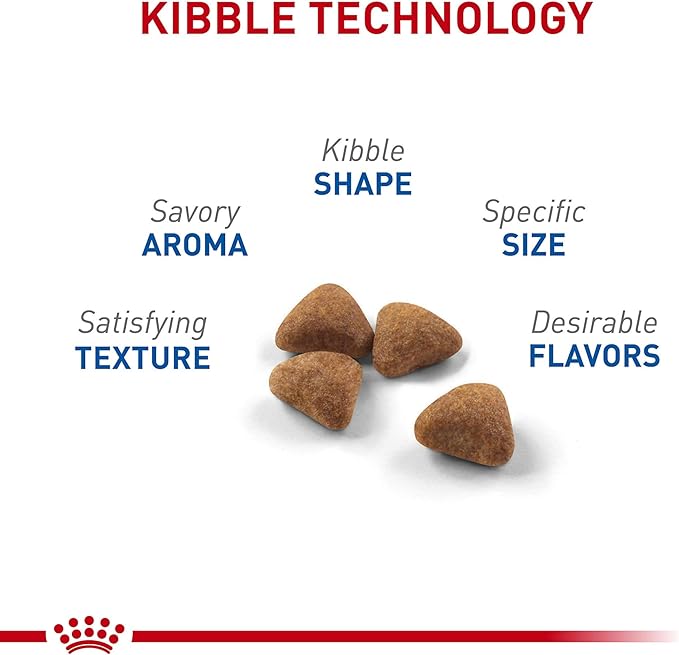 KIBBLE TECHNOLOGY
Kibble
SHAPE
Savory
AROMA
Specific
SIZE
Satisfying
TEXTURE
Desirable
FLAVORS